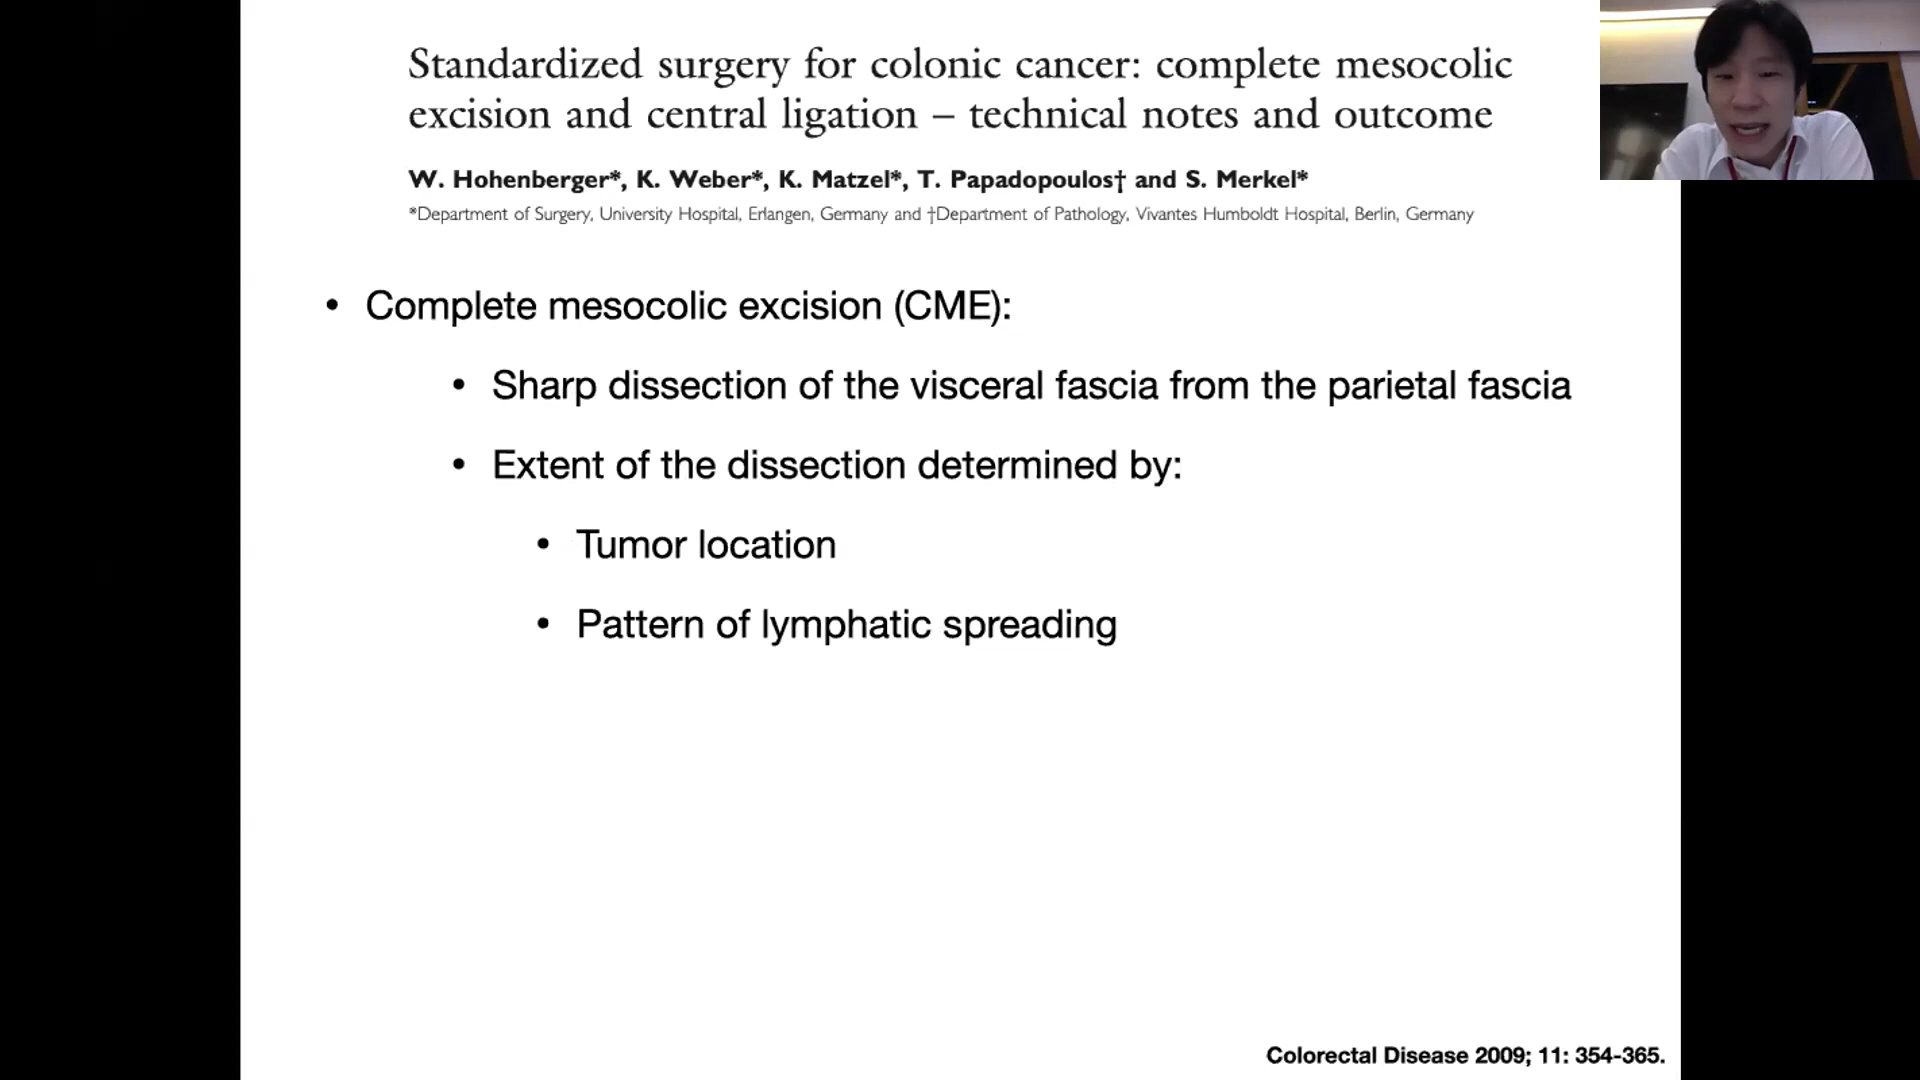 Standardized surgery for colonic cancer: complete mesocolic
excision and central ligation – technical notes and outcome
W. Hohenberger*, K. Weber*, K. Matzel*, T. Papadopoulos† and S. Merkel*
*Department of Surgery, University Hospital, Erlangen, Germany and †Department of Pathology, Vivantes Humboldt Hospital, Berlin, Germany
• Complete mesocolic excision (CME):
• Sharp dissection of the visceral fascia from the parietal fascia
• Extent of the dissection determined by:
• Tumor location
• Pattern of lymphatic spreading
Colorectal Disease 2009; 11: 354-365.